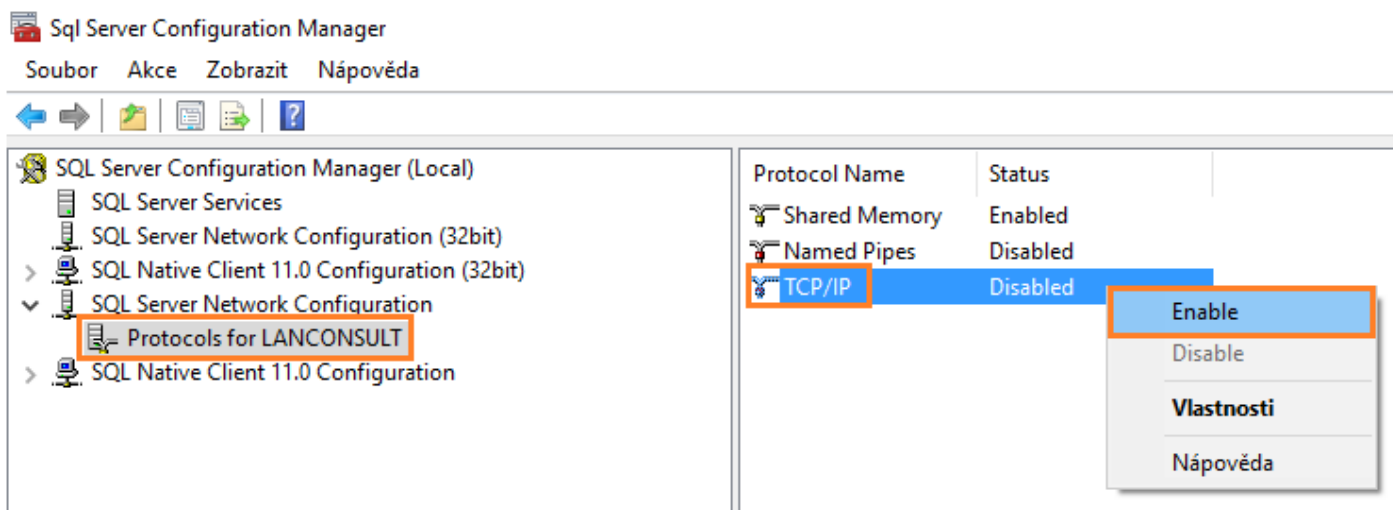 Sql Server Configuration Manager
Soubor Akce Zobrazit Nápověda
SQL Server Configuration Manager (Local)
SQL Server Services
SQL Server Network Configuration (32bit)
SQL Native Client 11.0 Configuration (32bit)
SQL Server Network Configuration
Protocols for LANCONSULT
SQL Native Client 11.0 Configuration
Protocol Name Status
Shared Memory Enabled
Named Pipes Disabled
TCP/IP Disabled
Enable
Disable
Vlastnosti
Nápověda